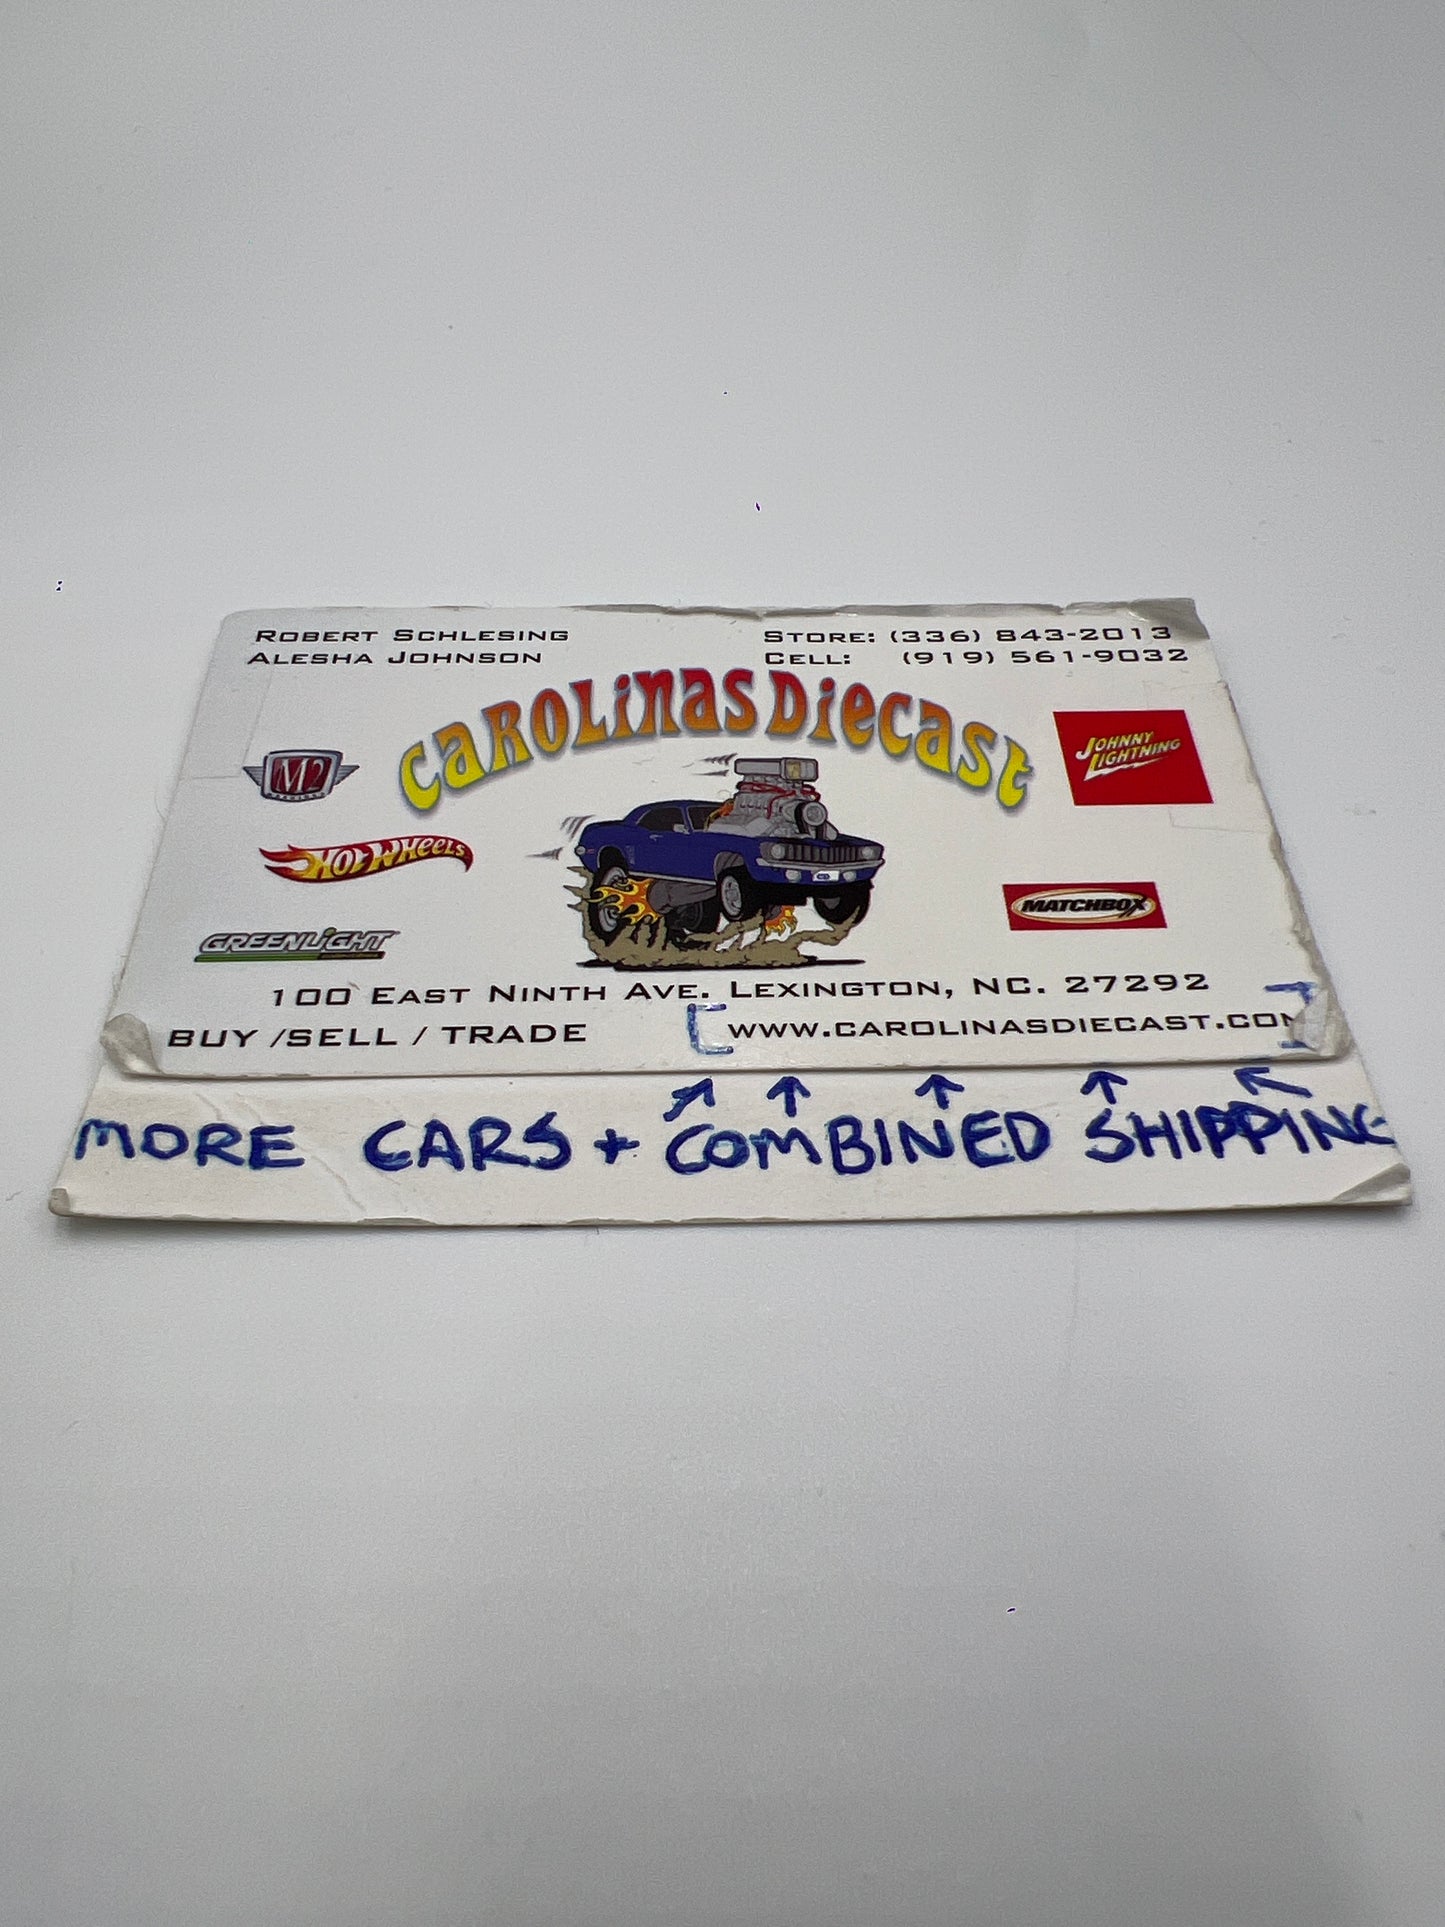 ROBERT SCHLESING
ALESHA JOHNSON
STORE: (336) 843-2013
CELL: (919) 561-9032
CAROLiNAS DiECAST
M2
JOHNNY LIGHTNING
HOT WHEELS
MATCHBOX
GREENLIGHT
100 EAST NINTH AVE. LEXINGTON, NC. 27292
BUY /SELL / TRADE
[WWW.CAROLINASDIECAST.COM]
MORE CARS + COMBINED SHIPPING